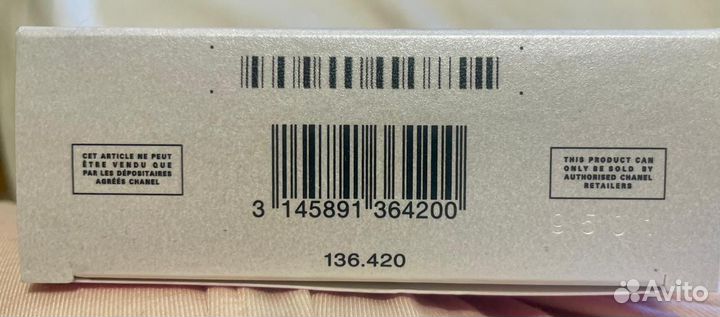 CET ARTICLE NE PEUT
ÊTRE VENDU QUE
PAR LES DÉPOSITAIRES
AGRÉÉS CHANEL
THIS PRODUCT CAN
ONLY BE SOLD BY
AUTHORISED CHANEL
RETAILERS
3 145891 364200
136.420
Avito